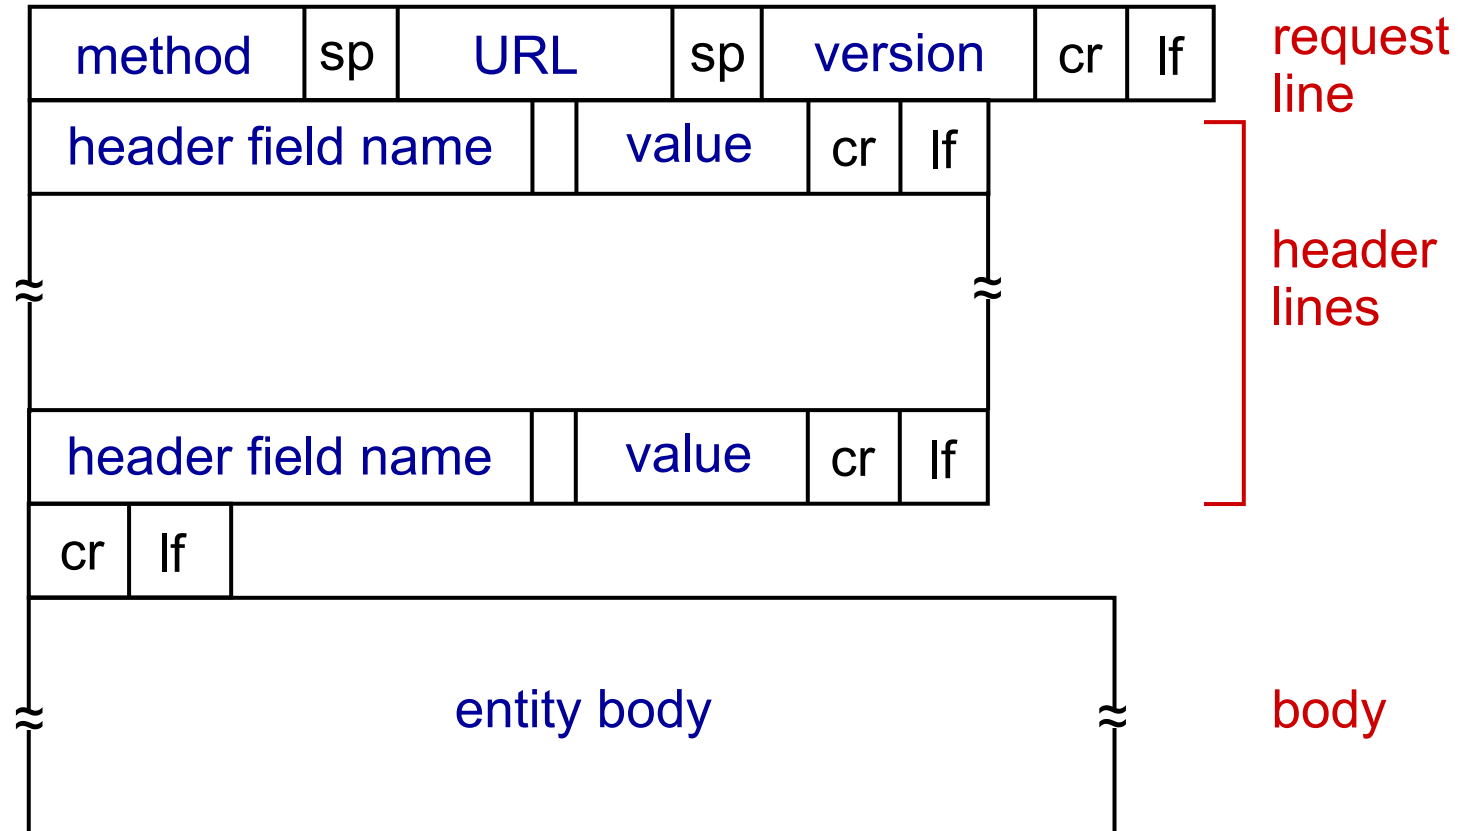 method sp URL sp version cr lf
request
line
header field name value cr lf
header
lines
header field name value cr lf
cr lf
entity body
body